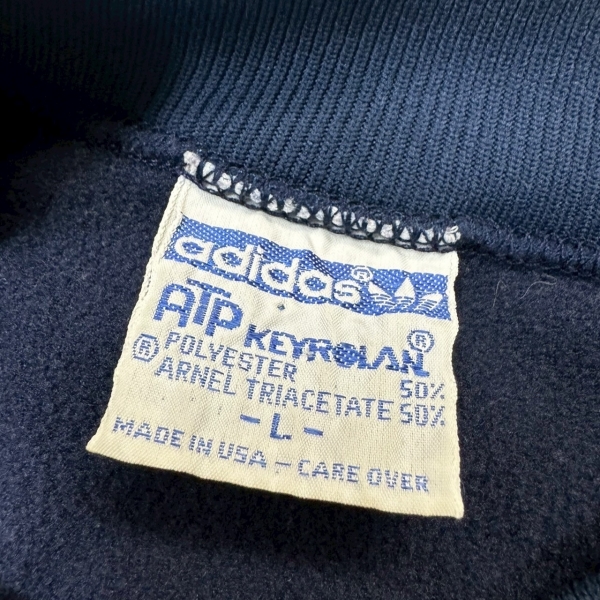 adidas®
ATP KEYROLAN®
POLYESTER 50%
® ARNEL TRIACETATE 50%
- L -
MADE IN USA - CARE OVER